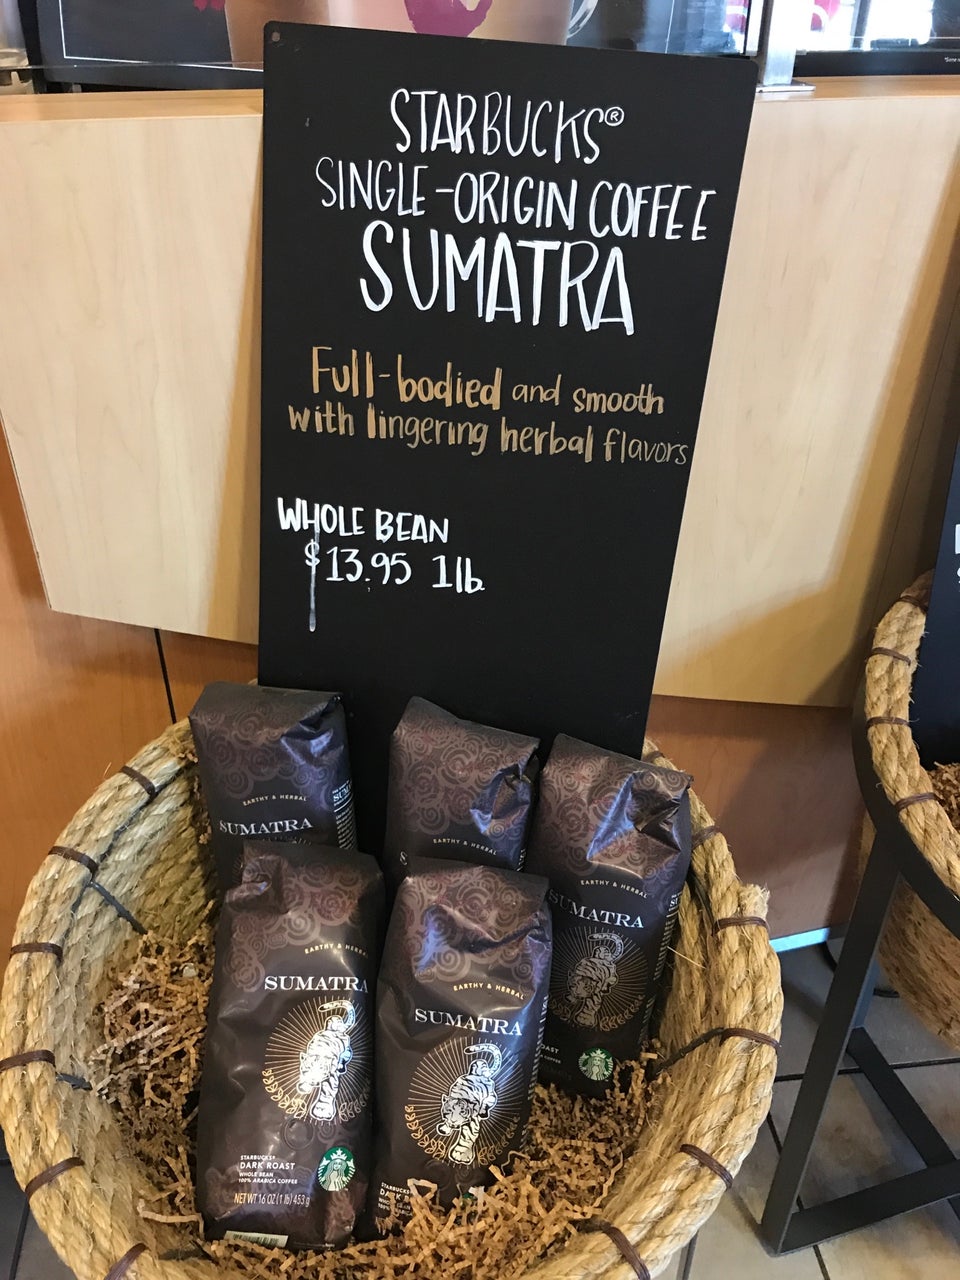 STARBUCKS®
SINGLE-ORIGIN COFFEE
SUMATRA
Full-bodied and smooth
with lingering herbal flavors
WHOLE BEAN
$13.95 1lb.
EARTHY & HERBAL
SUMATRA
EARTHY & HERBAL
EARTHY & HERBAL
SUMATRA
EARTHY & HERBAL
SUMATRA
STARBUCKS®
DARK ROAST
WHOLE BEAN
100% ARABICA COFFEE
NET WT 16 OZ (1 lb) 453 g
EARTHY & HERBAL
SUMATRA
STARBUCKS